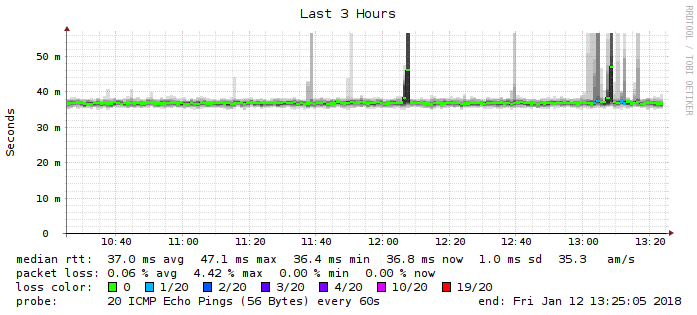 Last 3 Hours
RRDTOOL / TOBI OETIKER
Seconds
50 m
40 m
30 m
20 m
10 m
0
10:40 11:00 11:20 11:40 12:00 12:20 12:40 13:00 13:20
median rtt: 37.0 ms avg 47.1 ms max 36.4 ms min 36.8 ms now 1.0 ms sd 35.3 am/s
packet loss: 0.06 % avg 4.42 % max 0.00 % min 0.00 % now
loss color: 0 1/20 2/20 3/20 4/20 10/20 19/20
probe: 20 ICMP Echo Pings (56 Bytes) every 60s end: Fri Jan 12 13:25:05 2018